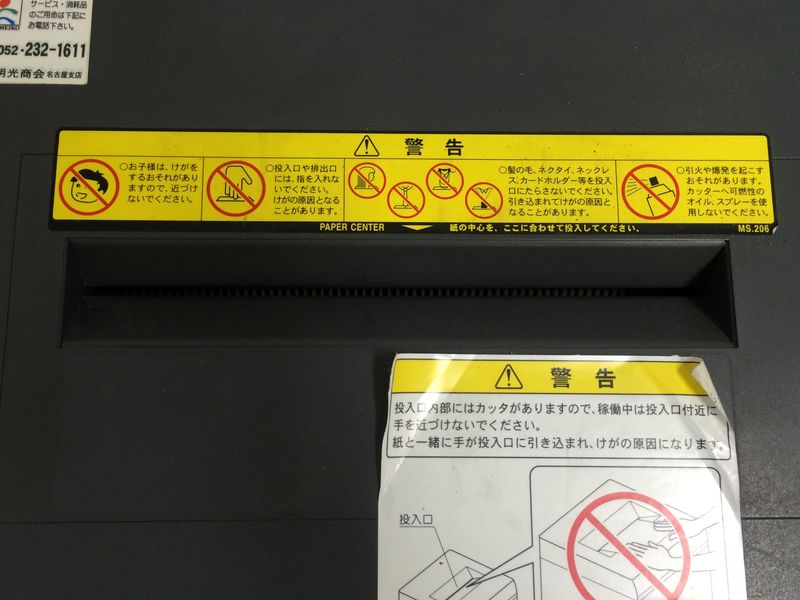 サービス・消耗品
のご用命は下記に
お電話下さい。
MEIKO
052・232-1611
明光商会 名古屋支店
警告
○お子様は、けがを
するおそれがあり
ますので、近づけ
ないでください。
○投入口や排出口
には、指を入れな
いでください。
けがの原因となる
ことがあります。
○髪の毛、ネクタイ、ネックレ
ス、カードホルダー等を投入
口にたらさないでください。
引き込まれてけがの原因と
なることがあります。
○引火や爆発を起こす
おそれがあります。
カッターへ可燃性の
オイル、スプレーを使
用しないでください。
PAPER CENTER 紙の中心を、ここに合わせて投入してください。 MS.206
警告
投入口内部にはカッタがありますので、稼働中は投入口付近に
手を近づけないでください。
紙と一緒に手が投入口に引き込まれ、けがの原因になります。
投入口